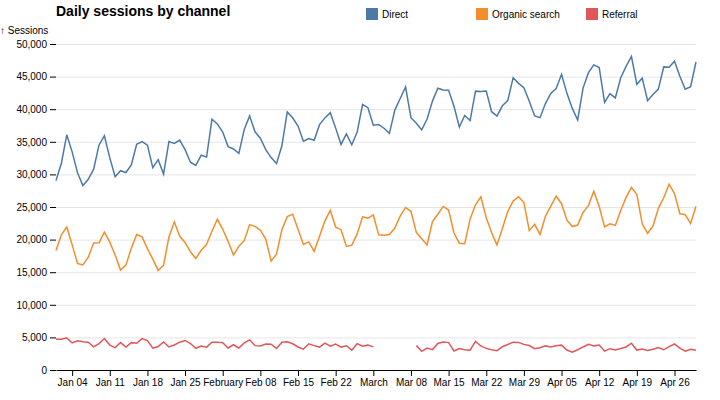 Daily sessions by channel
Direct
Organic search
Referral
↑ Sessions
50,000
45,000
40,000
35,000
30,000
25,000
20,000
15,000
10,000
5,000
0
Jan 04 Jan 11 Jan 18 Jan 25 February Feb 08 Feb 15 Feb 22 March Mar 08 Mar 15 Mar 22 Mar 29 Apr 05 Apr 12 Apr 19 Apr 26